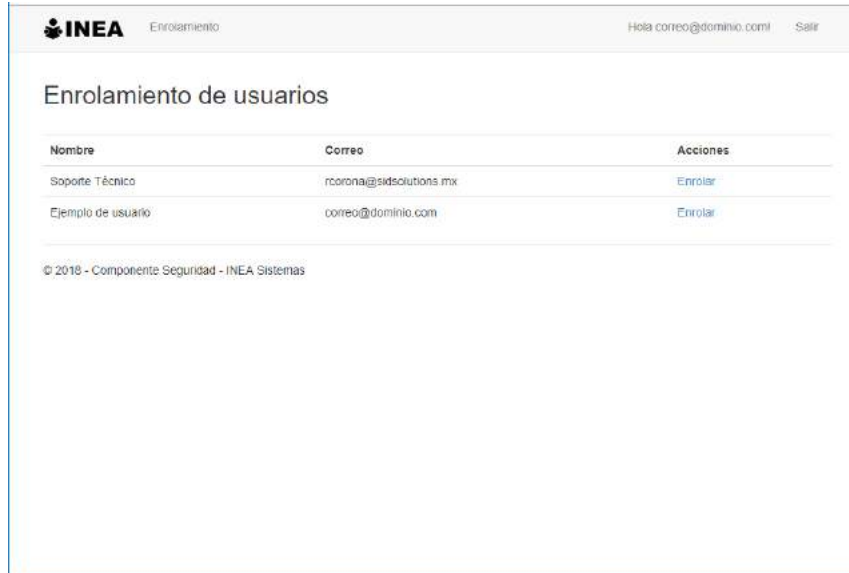 INEA Enrolamiento Hola correo@dominio.com! Salir
Enrolamiento de usuarios
Nombre Correo Acciones
Soporte Técnico rcorona@sidsolutions.mx Enrolar
Ejemplo de usuario correo@dominio.com Enrolar
© 2018 - Componente Seguridad - INEA Sistemas